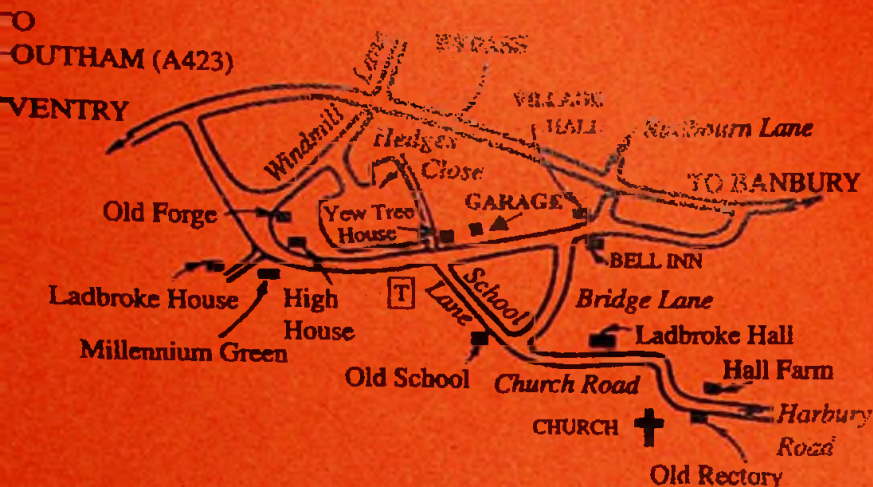 O
OUTHAM (A423)
VENTRY
Lane
BYPASS
Windmill
VILLAGE
HALL
Hedges
Close
Lane
TO BANBURY
Old Forge
Yew Tree
House
GARAGE
BELL INN
Ladbroke House
High
House
T
School
Lane
Bridge Lane
Millennium Green
Ladbroke Hall
Old School
Church Road
Hall Farm
CHURCH
Harbury
Road
Old Rectory